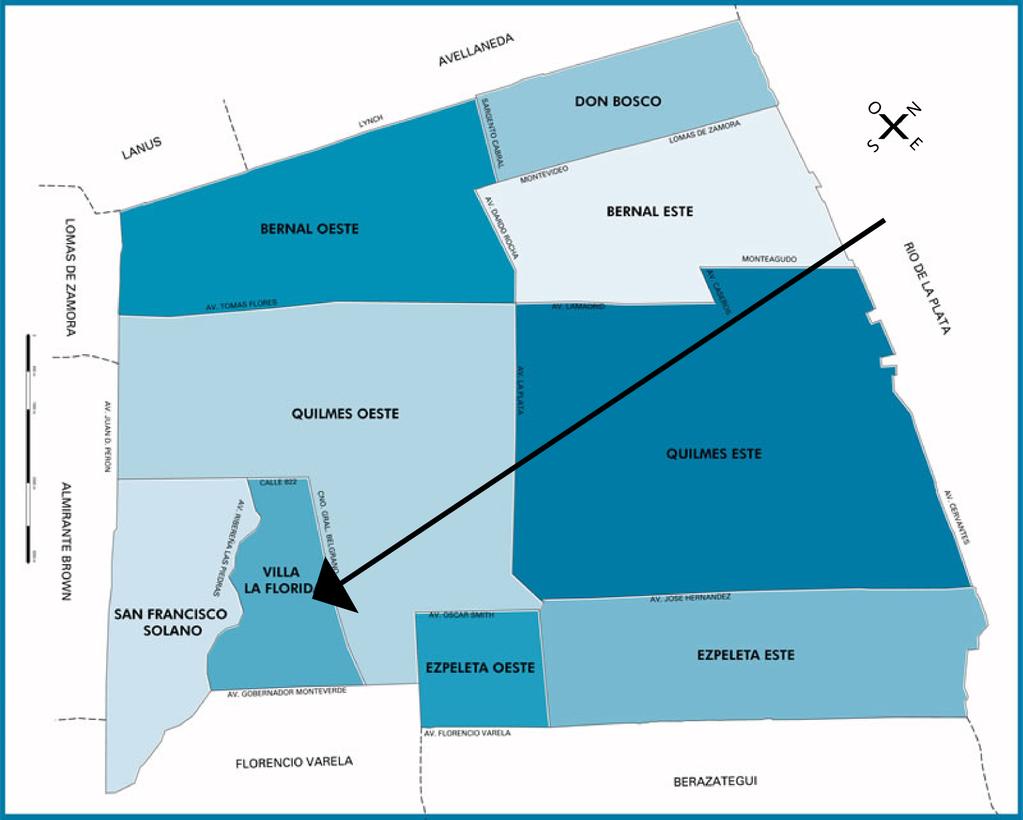 AVELLANEDA
LANUS
LYNCH
DON BOSCO
SARGENTO CABRAL
MONTEVIDEO
LOMAS DE ZAMORA
O N
S E
BERNAL ESTE
AV. DARDO ROCHA
BERNAL OESTE
LOMAS DE ZAMORA
RIO DE LA PLATA
MONTEAGUDO
AV. CASEROS
AV. TOMAS FLORES
AV. LAMADRID
AV. LA PLATA
QUILMES OESTE
AV. JUAN D. PERÓN
QUILMES ESTE
CALLE 822
CNO. GRAL. BELGRANO
AV. RIBEREÑA LAS PIEDRAS
AV. CERVANTES
ALMIRANTE BROWN
VILLA
LA FLORID
SAN FRANCISCO
SOLANO
AV. JOSE HERNANDEZ
AV. OSCAR SMITH
EZPELETA OESTE
EZPELETA ESTE
AV. GOBERNADOR MONTEVERDE
AV. FLORENCIO VARELA
FLORENCIO VARELA
BERAZATEGUI